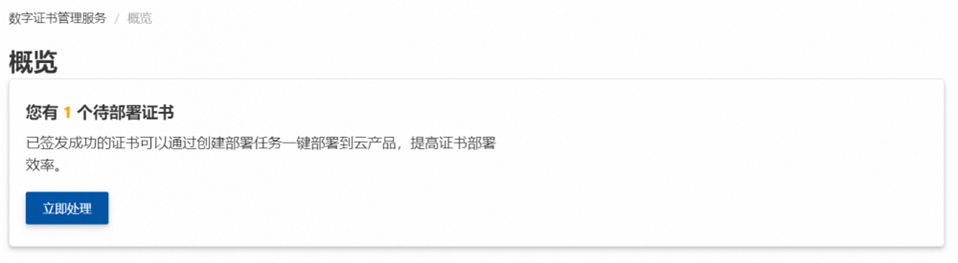 数字证书管理服务 / 概览
概览
您有 1 个待部署证书
已签发成功的证书可以通过创建部署任务一键部署到云产品，提高证书部署
效率。
立即处理